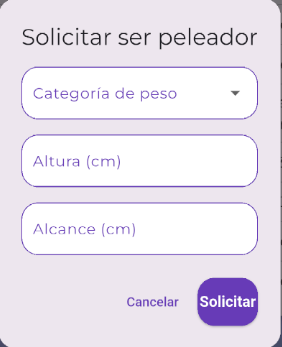 Solicitar ser peleador
Categoría de peso
Altura (cm)
Alcance (cm)
Cancelar
Solicitar